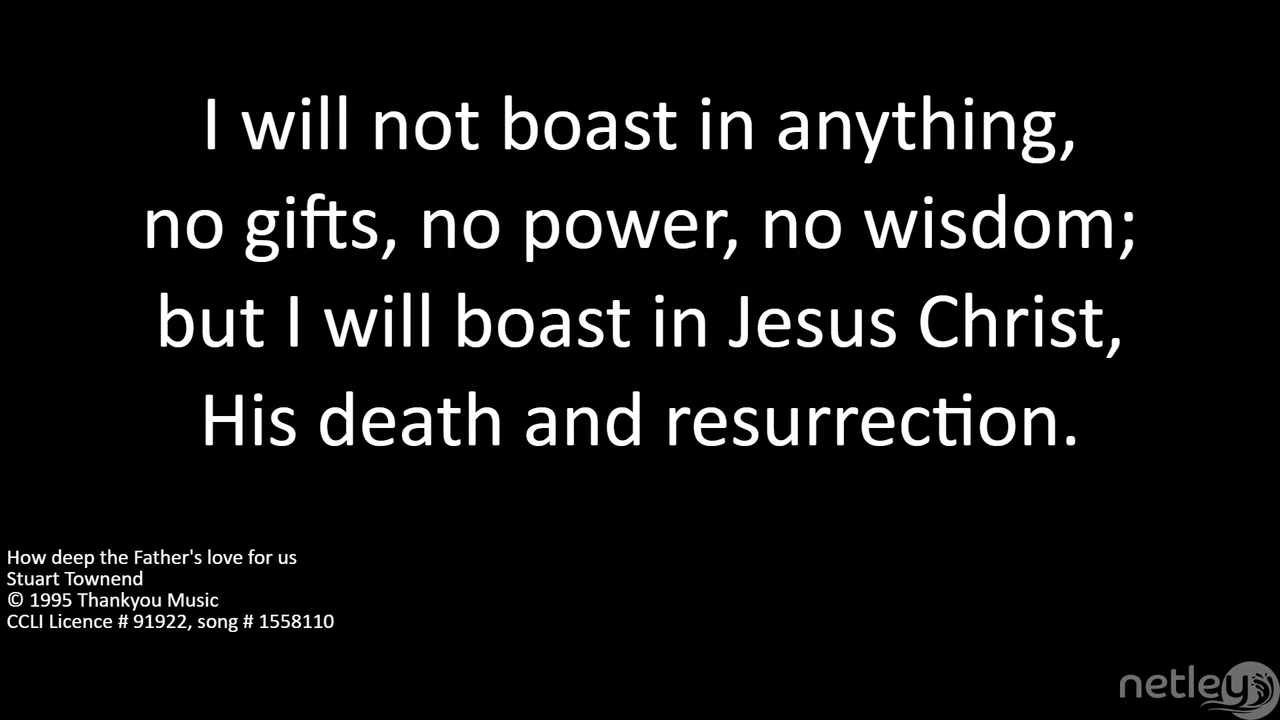 I will not boast in anything,
no gifts, no power, no wisdom;
but I will boast in Jesus Christ,
His death and resurrection.
How deep the Father's love for us
Stuart Townend
© 1995 Thankyou Music
CCLI Licence # 91922, song # 1558110
netley